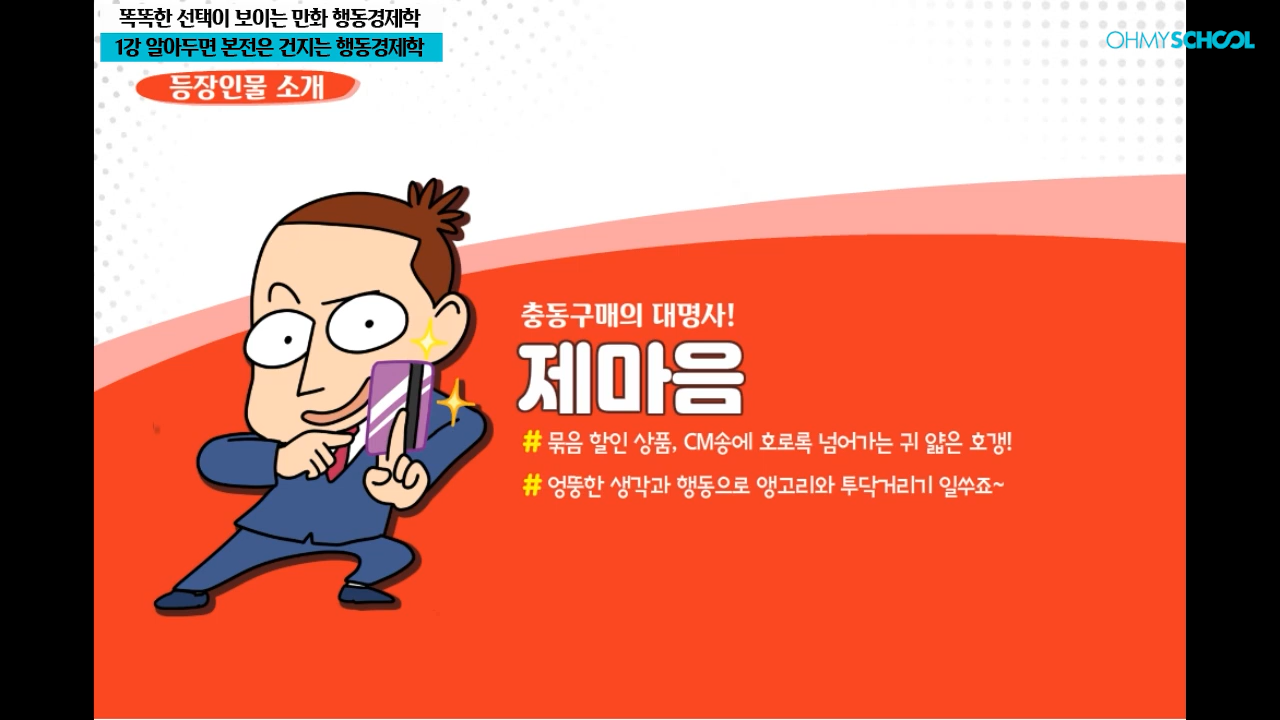 똑똑한 선택이 보이는 만화 행동경제학
1강 알아두면 본전은 건지는 행동경제학
OHMYSCHOOL
등장인물 소개
충동구매의 대명사!
제마음
# 묶음 할인 상품, CM송에 호로록 넘어가는 귀 얇은 호갱!
# 엉뚱한 생각과 행동으로 앵고리와 투닥거리기 일쑤죠~